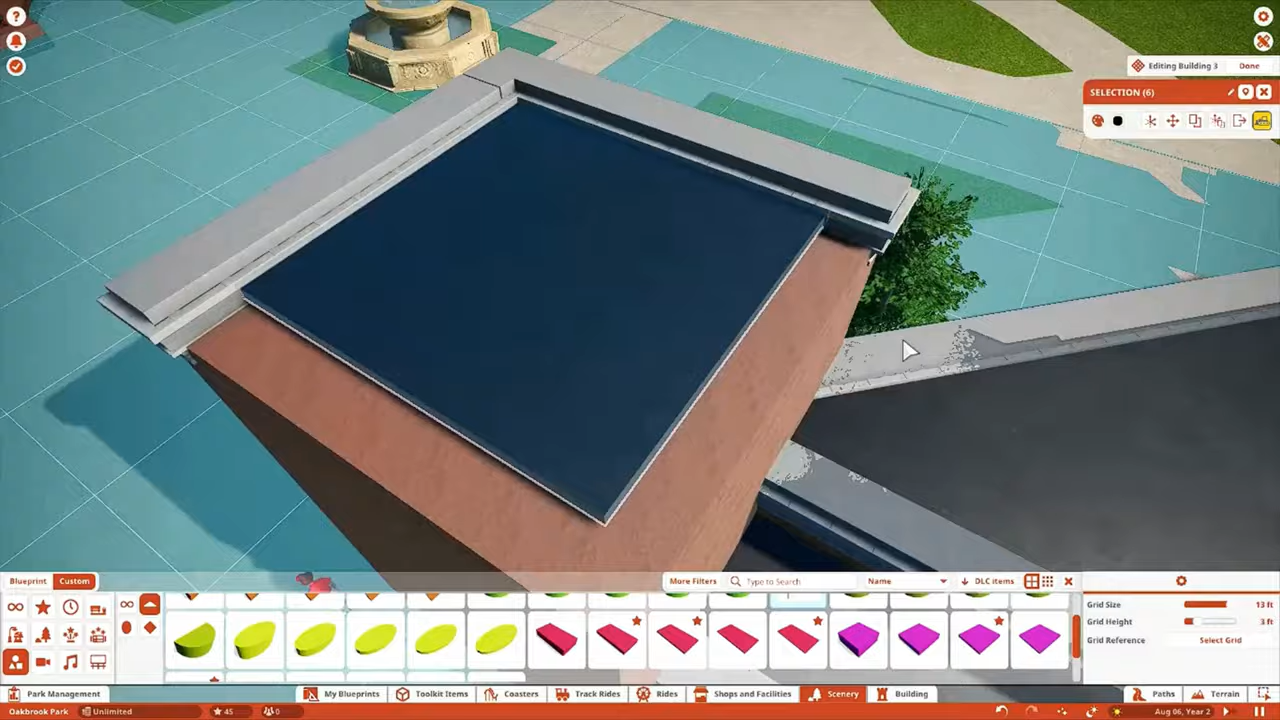 Editing Building 3 Done
SELECTION (6)
Blueprint Custom
More Filters Type to Search Name DLC items
Grid Size 13 ft
Grid Height 3 ft
Grid Reference Select Grid
Park Management My Blueprints Toolkit Items Coasters Track Rides Rides Shops and Facilities Scenery Building Paths Terrain
Oakbrook Park Unlimited 45 0 Aug 06, Year 2